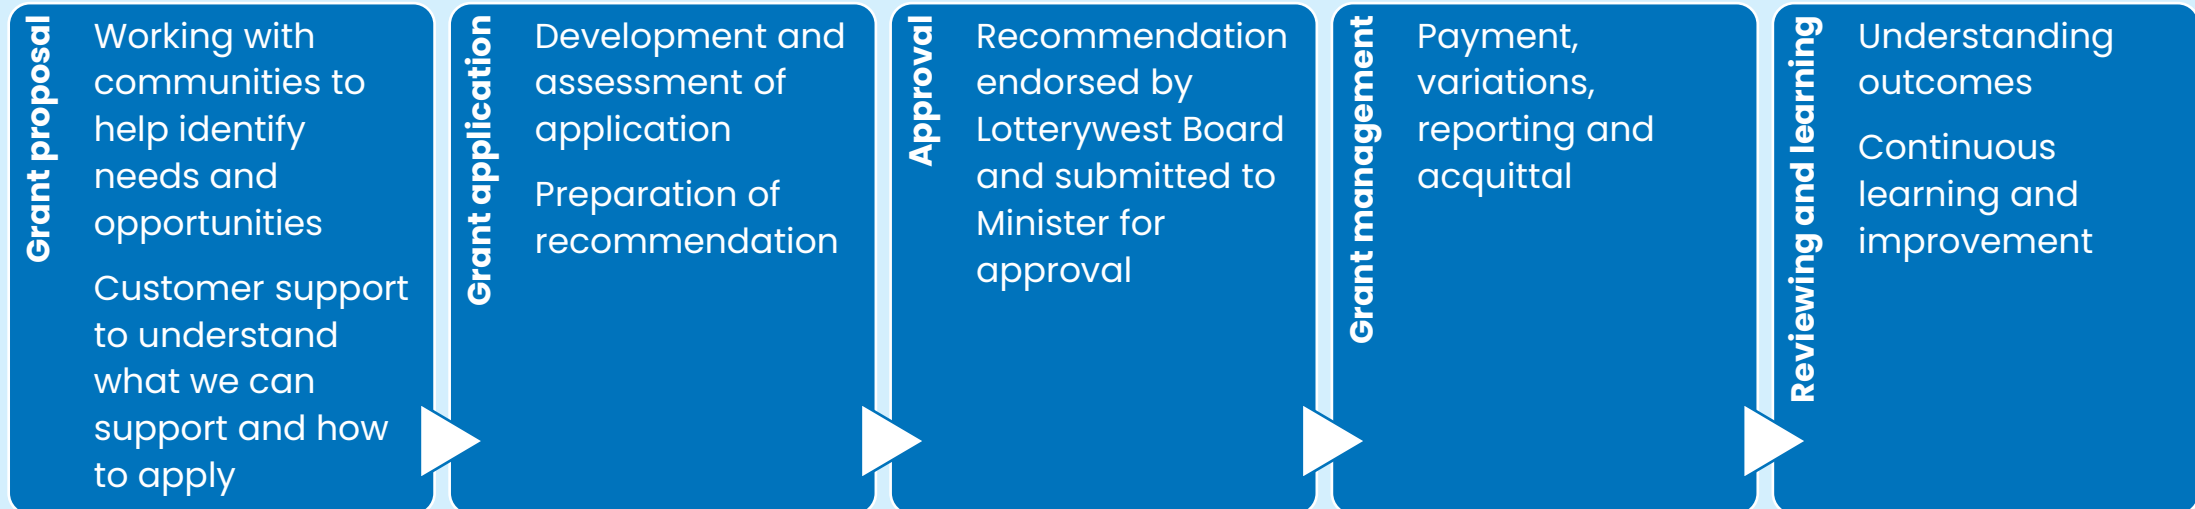 Grant proposal
Working with
communities to
help identify
needs and
opportunities
Customer support
to understand
what we can
support and how
to apply
Grant application
Development and
assessment of
application
Preparation of
recommendation
Approval
Recommendation
endorsed by
Lotterywest Board
and submitted to
Minister for
approval
Grant management
Payment,
variations,
reporting and
acquittal
Reviewing and learning
Understanding
outcomes
Continuous
learning and
improvement